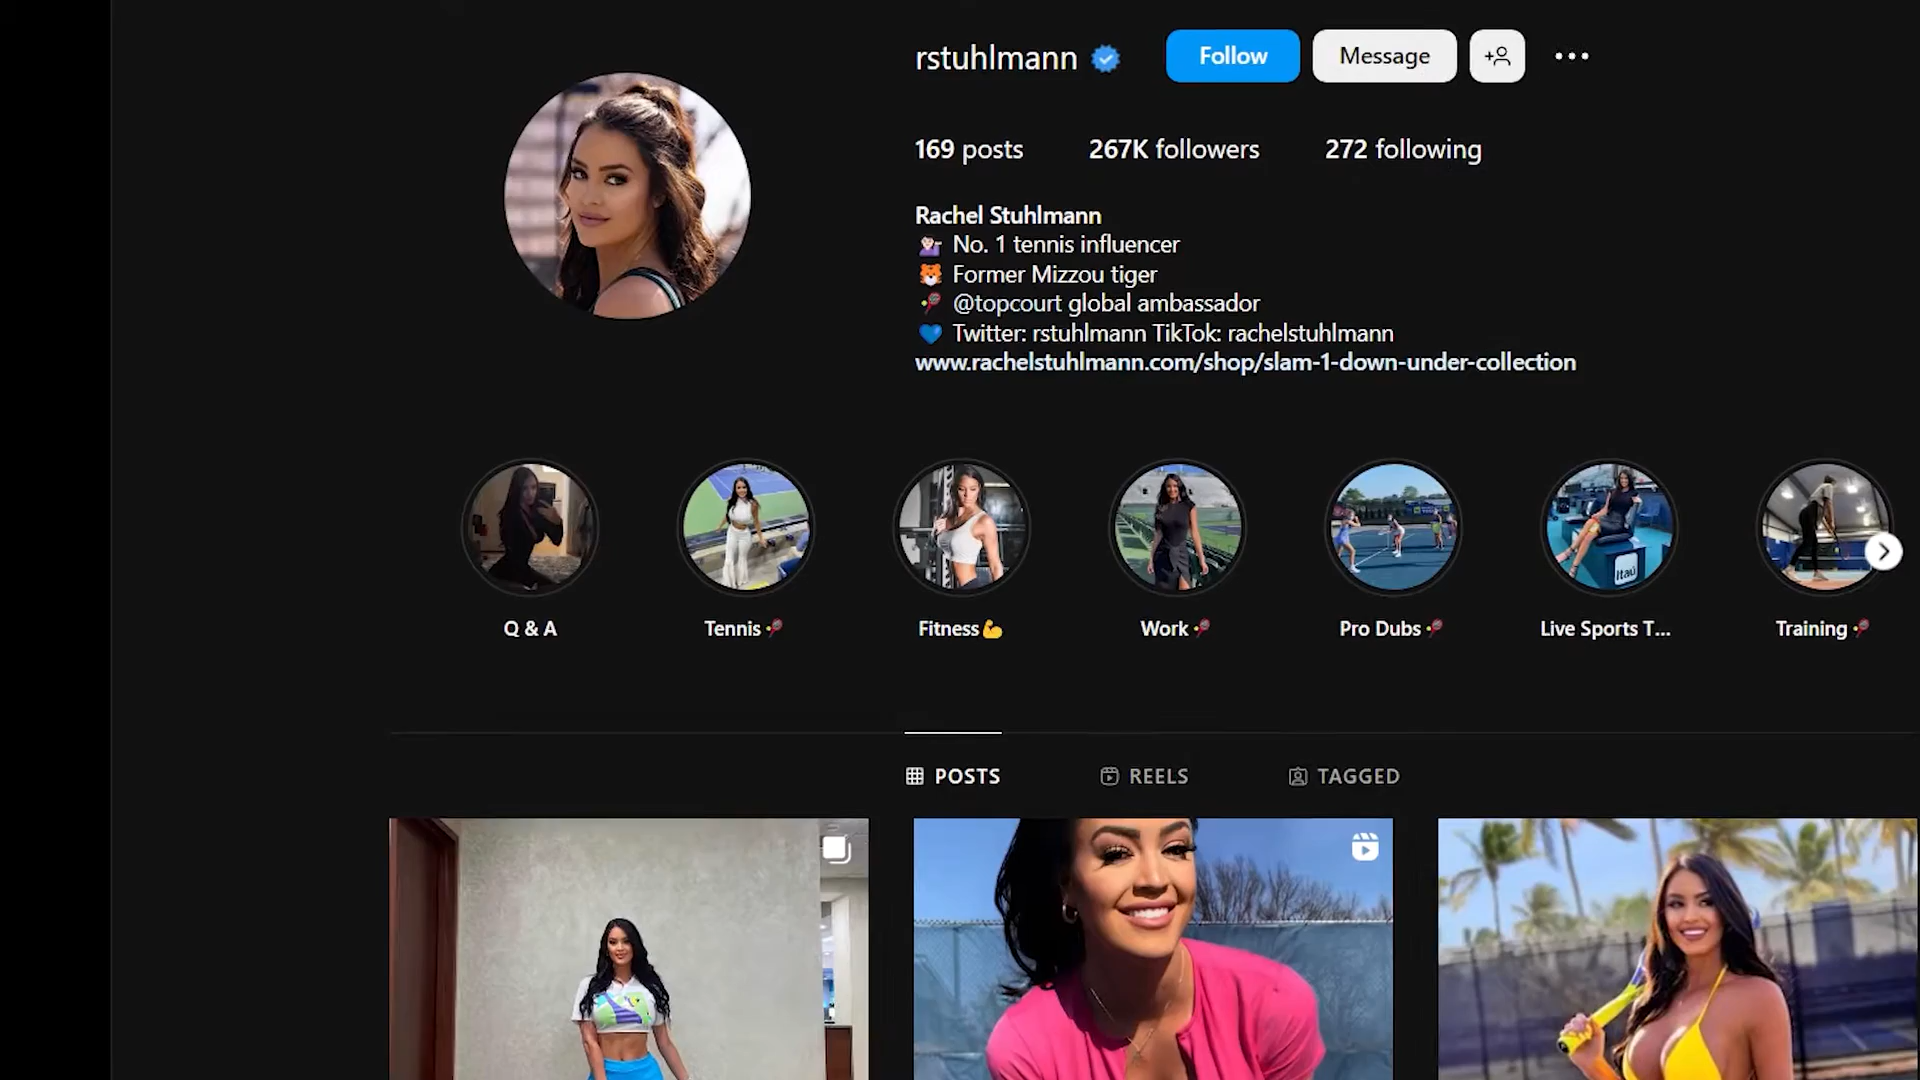 rstuhlmann
Follow
Message
169 posts
267K followers
272 following
Rachel Stuhlmann
💁🏻‍♀️ No. 1 tennis influencer
🐯 Former Mizzou tiger
🎾 @topcourt global ambassador
💙 Twitter: rstuhlmann TikTok: rachelstuhlmann
www.rachelstuhlmann.com/shop/slam-1-down-under-collection
Itaú
Q & A
Tennis
Fitness💪
Work
Pro Dubs
Live Sports T...
Training
POSTS
REELS
TAGGED